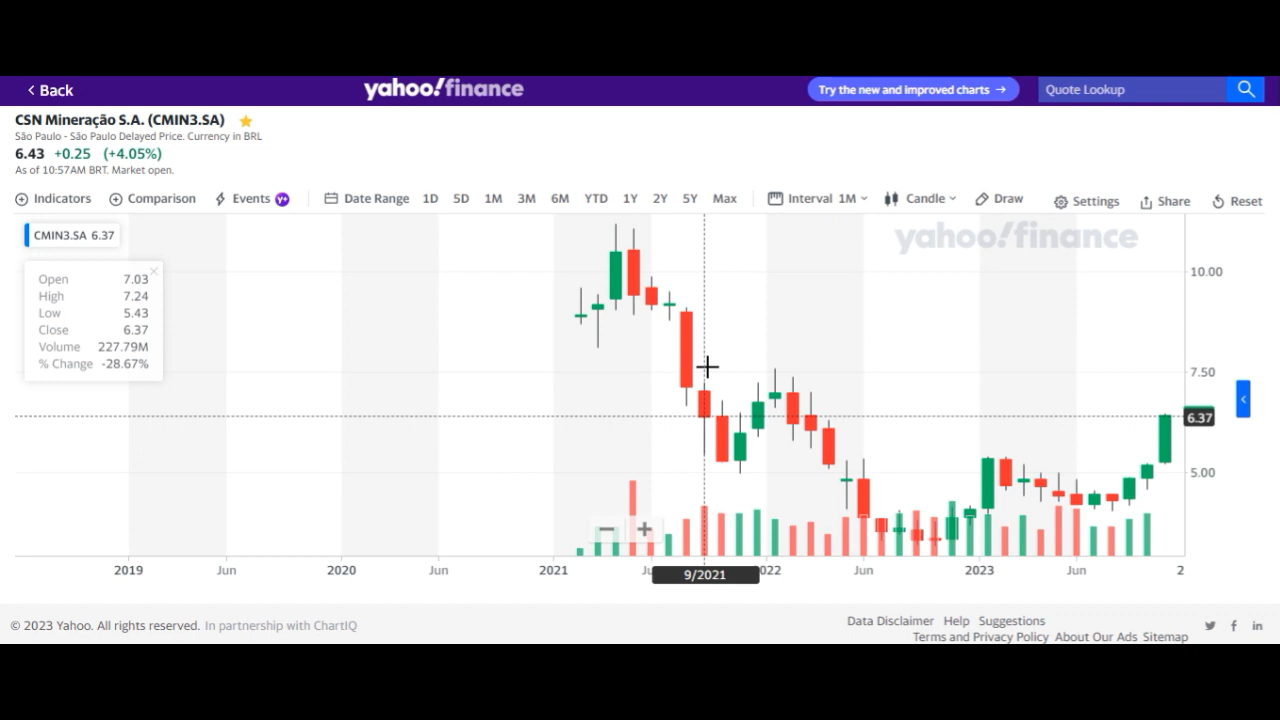 Back
yahoo!finance
Try the new and improved charts →
Quote Lookup
CSN Mineração S.A. (CMIN3.SA)
São Paulo - São Paulo Delayed Price. Currency in BRL
6.43 +0.25 (+4.05%)
As of 10:57AM BRT. Market open.
Indicators Comparison Events Y+ Date Range 1D 5D 1M 3M 6M YTD 1Y 2Y 5Y Max Interval 1M Candle Draw Settings Share Reset
CMIN3.SA 6.37
yahoo!finance
Open 7.03
High 7.24
Low 5.43
Close 6.37
Volume 227.79M
% Change -28.67%
10.00
7.50
6.37
5.00
2019 Jun 2020 Jun 2021 Ju 9/2021 022 Jun 2023 Jun 2
© 2023 Yahoo. All rights reserved. In partnership with ChartIQ
Data Disclaimer Help Suggestions
Terms and Privacy Policy About Our Ads Sitemap